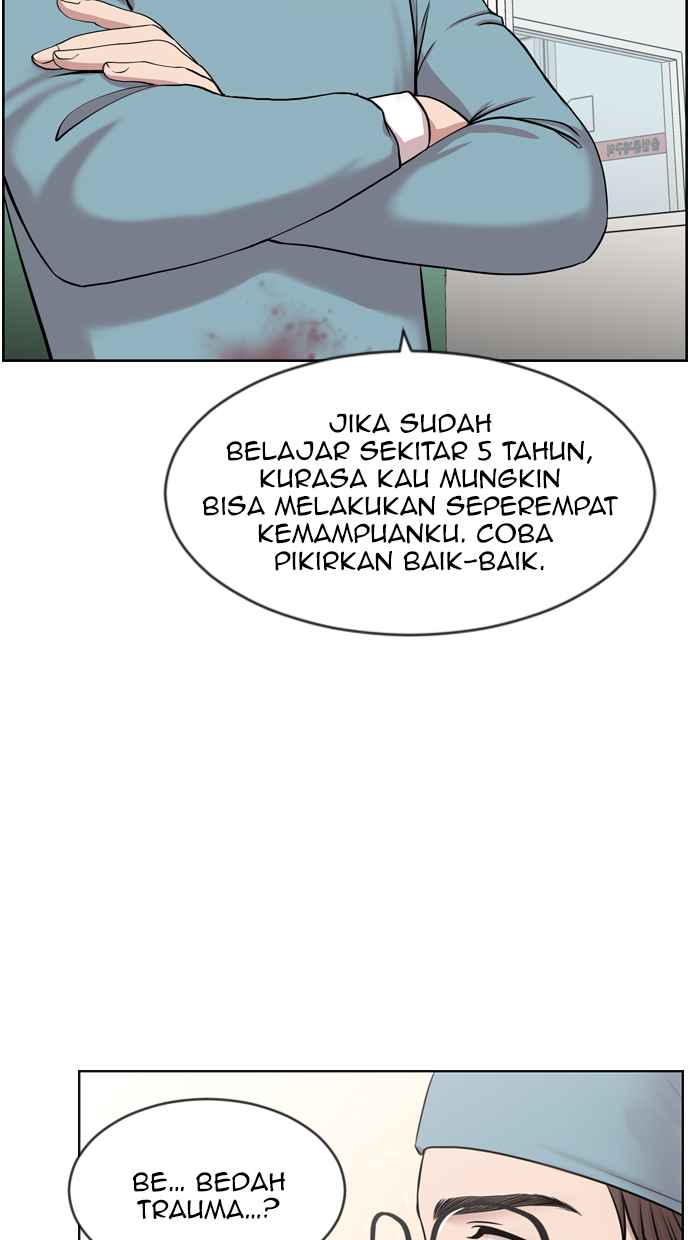 JIKA SUDAH
BELAJAR SEKITAR 5 TAHUN,
KURASA KAU MUNGKIN
BISA MELAKUKAN SEPEREMPAT
KEMAMPUANKU. COBA
PIKIRKAN BAIK-BAIK.
BE... BEDAH
TRAUMA...?